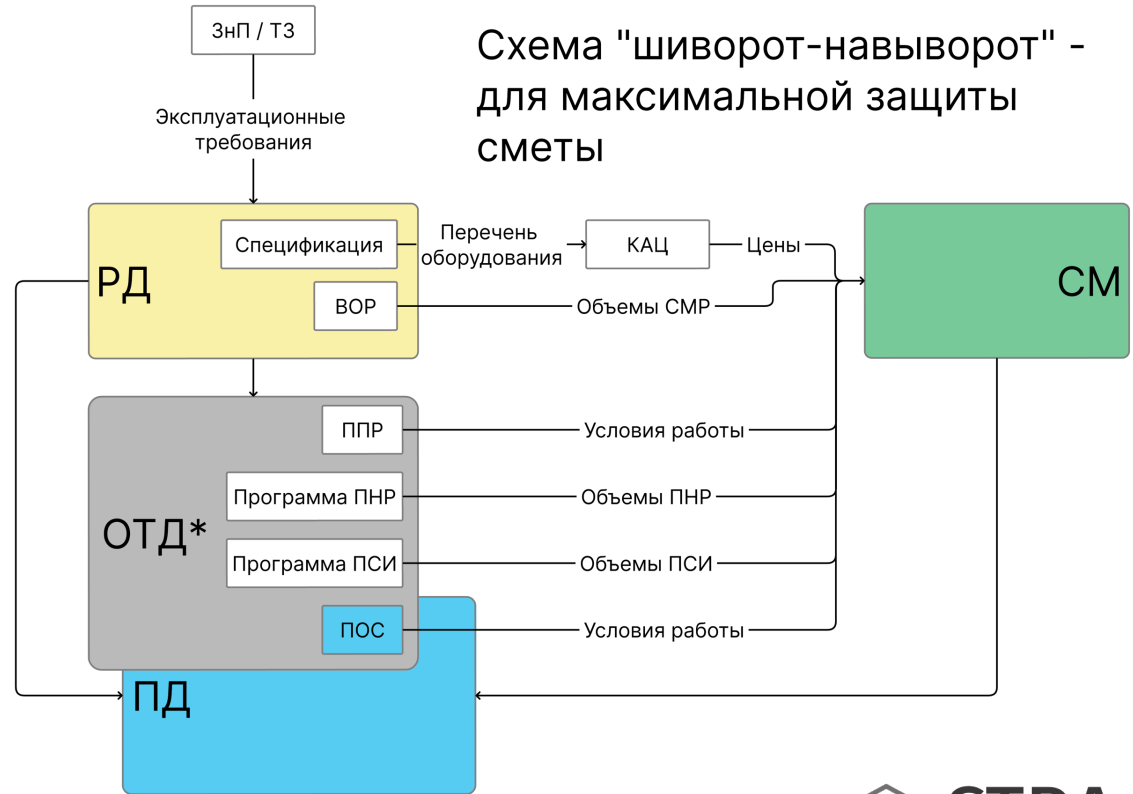 ЗнП / ТЗ
Схема "шиворот-навыворот" -
для максимальной защиты
сметы
Эксплуатационные
требования
РД
Спецификация
Перечень
оборудования
КАЦ
Цены
СМ
ВОР
Объемы СМР
ОТД*
ППР
Условия работы
Программа ПНР
Объемы ПНР
Программа ПСИ
Объемы ПСИ
ПОС
Условия работы
ПД